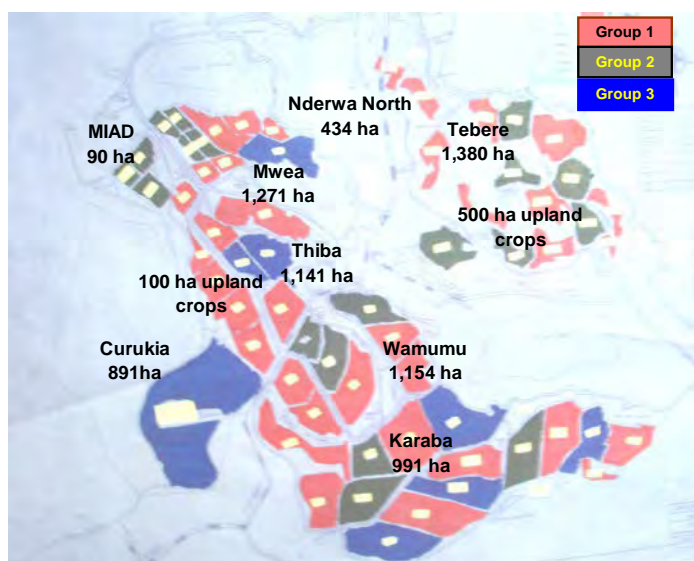 Group 1
Group 2
Group 3
Nderwa North
434 ha
MIAD
90 ha
Tebere
1,380 ha
Mwea
1,271 ha
500 ha upland
crops
Thiba
1,141 ha
100 ha upland
crops
Curukia
891ha
Wamumu
1,154 ha
Karaba
991 ha